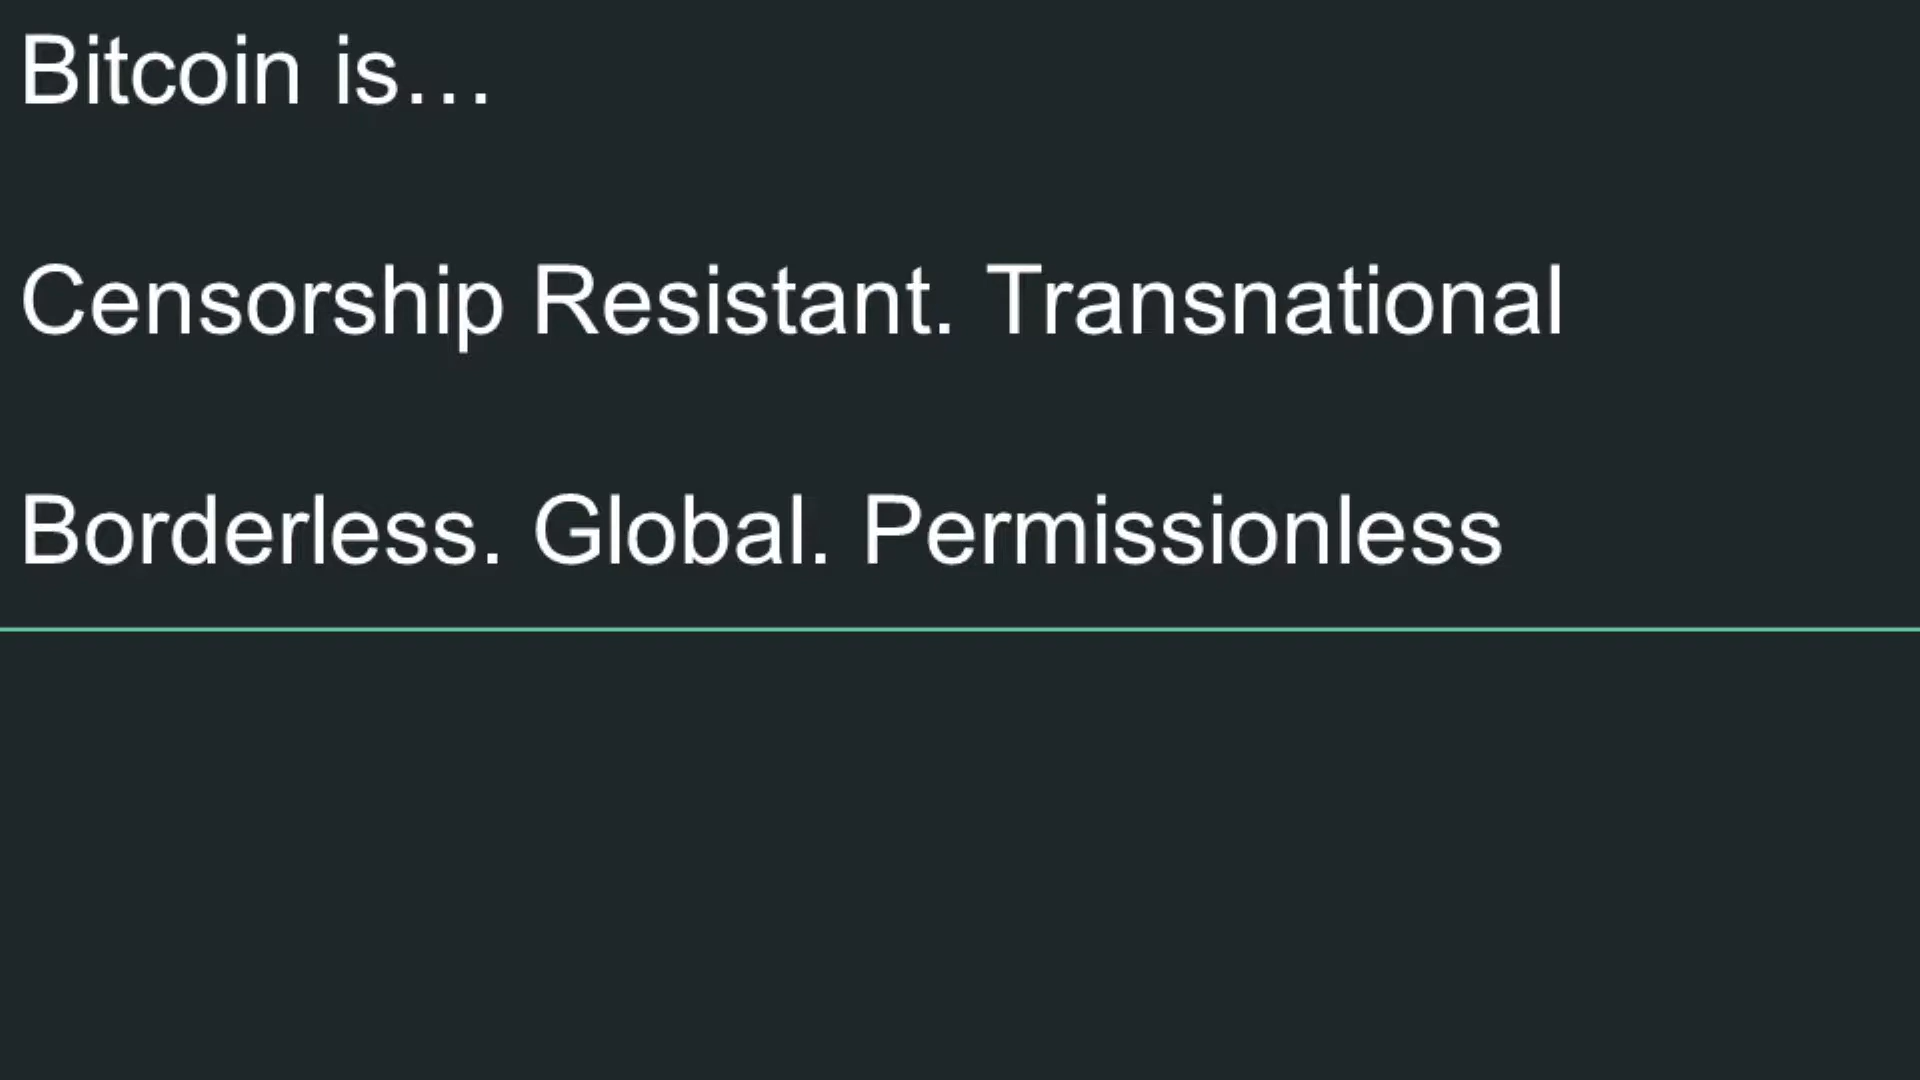 Bitcoin is…
Censorship Resistant. Transnational
Borderless. Global. Permissionless